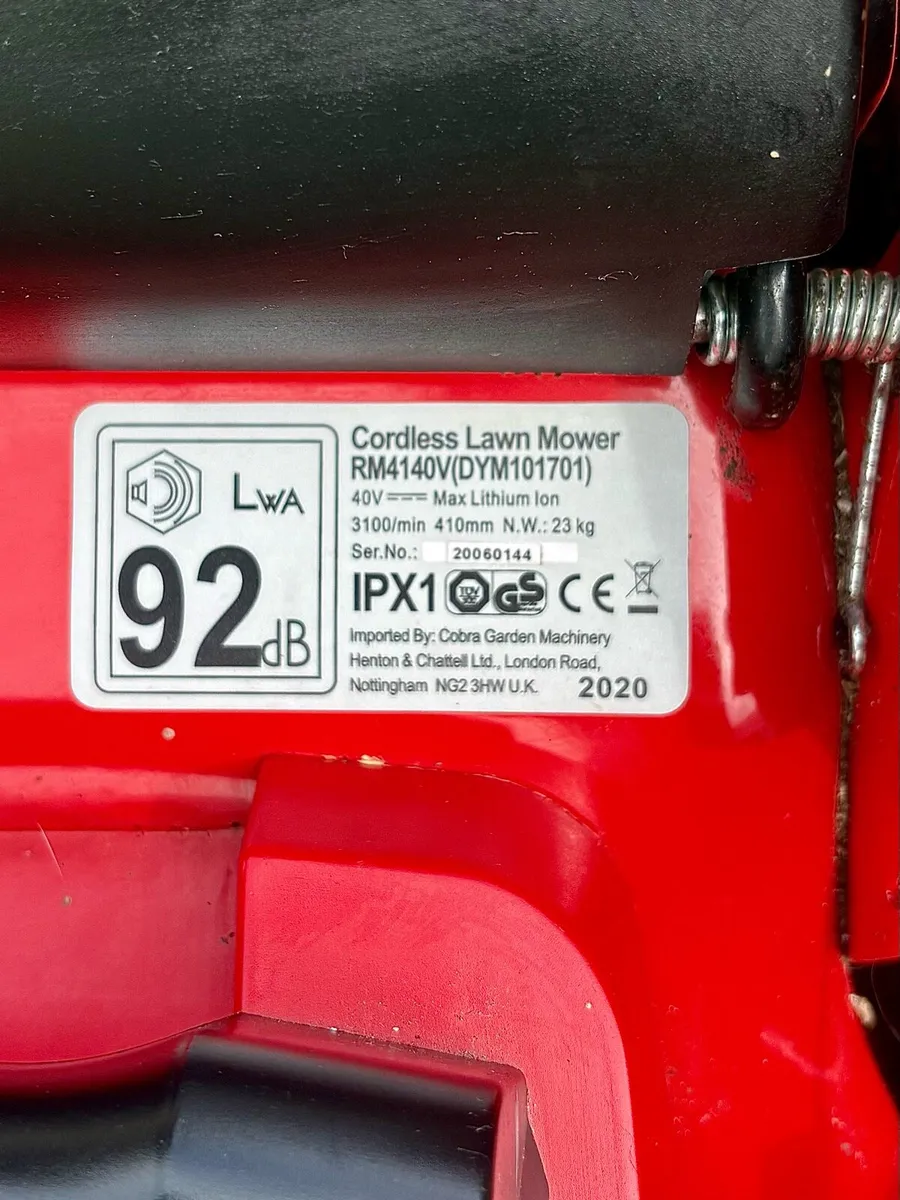 LWA
92dB
Cordless Lawn Mower
RM4140V(DYM101701)
40V Max Lithium Ion
3100/min 410mm N.W.: 23 kg
Ser.No.: 20060144
IPX1 TÜV GS CE
Imported By: Cobra Garden Machinery
Henton & Chattell Ltd., London Road,
Nottingham NG2 3HW U.K. 2020